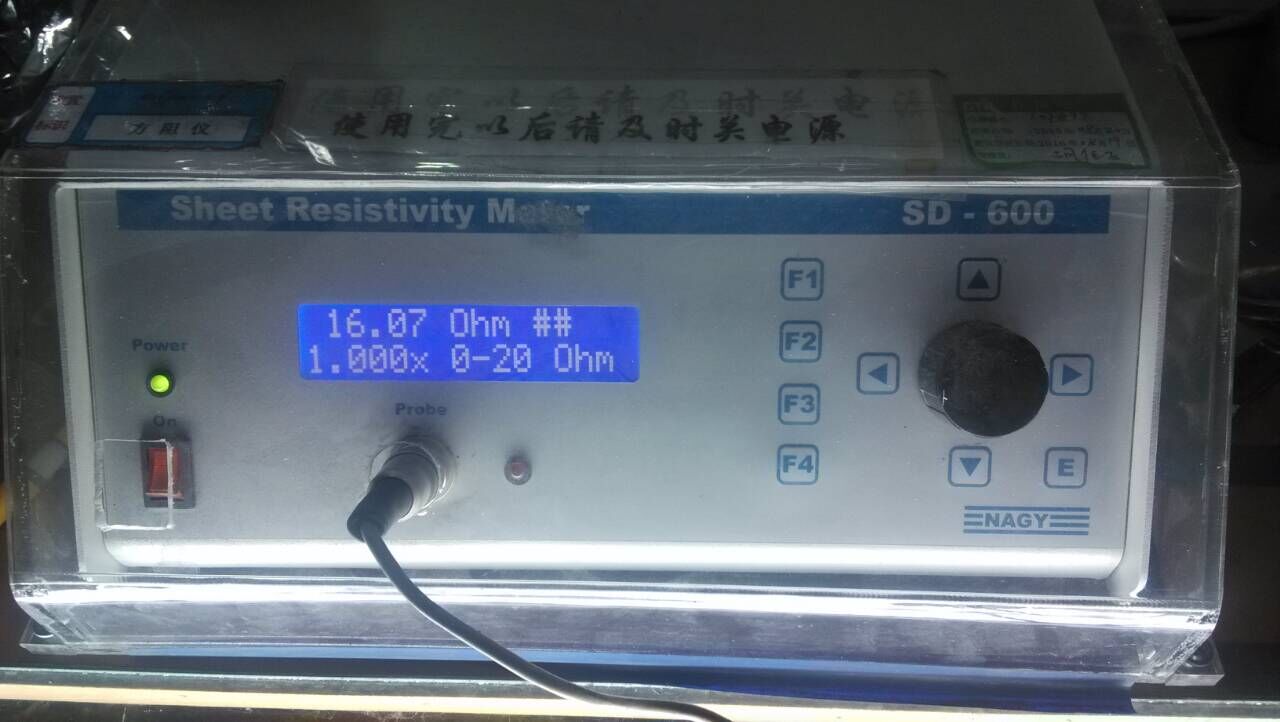 方阻仪
使用完以后请及时关电源
Sheet Resistivity Meter
SD - 600
16.07 Ohm ##
1.000x 0-20 Ohm
Power
On
Probe
F1
F2
F3
F4
E
NAGY